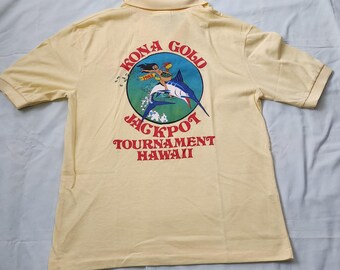 KONA GOLD
JACKPOT
TOURNAMENT
HAWAII